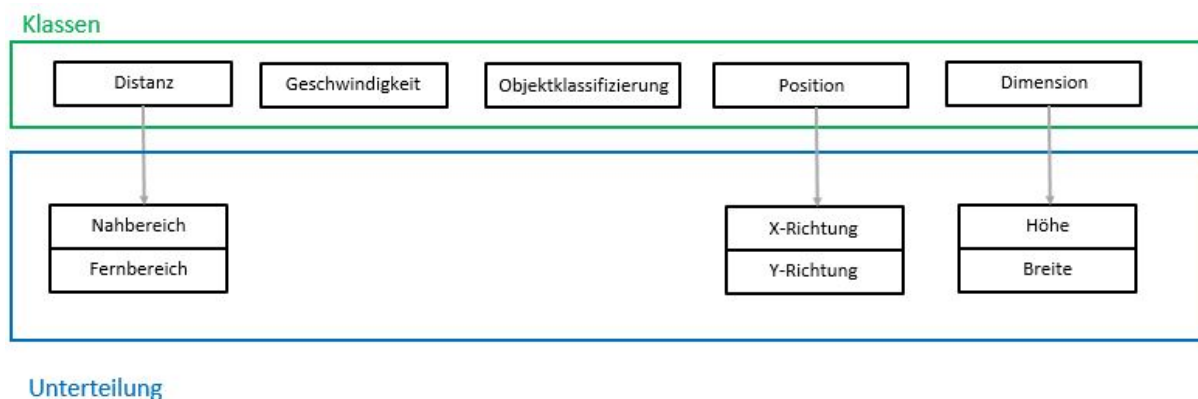 Klassen
Distanz
Geschwindigkeit
Objektklassifizierung
Position
Dimension
Nahbereich
Fernbereich
X-Richtung
Y-Richtung
Höhe
Breite
Unterteilung